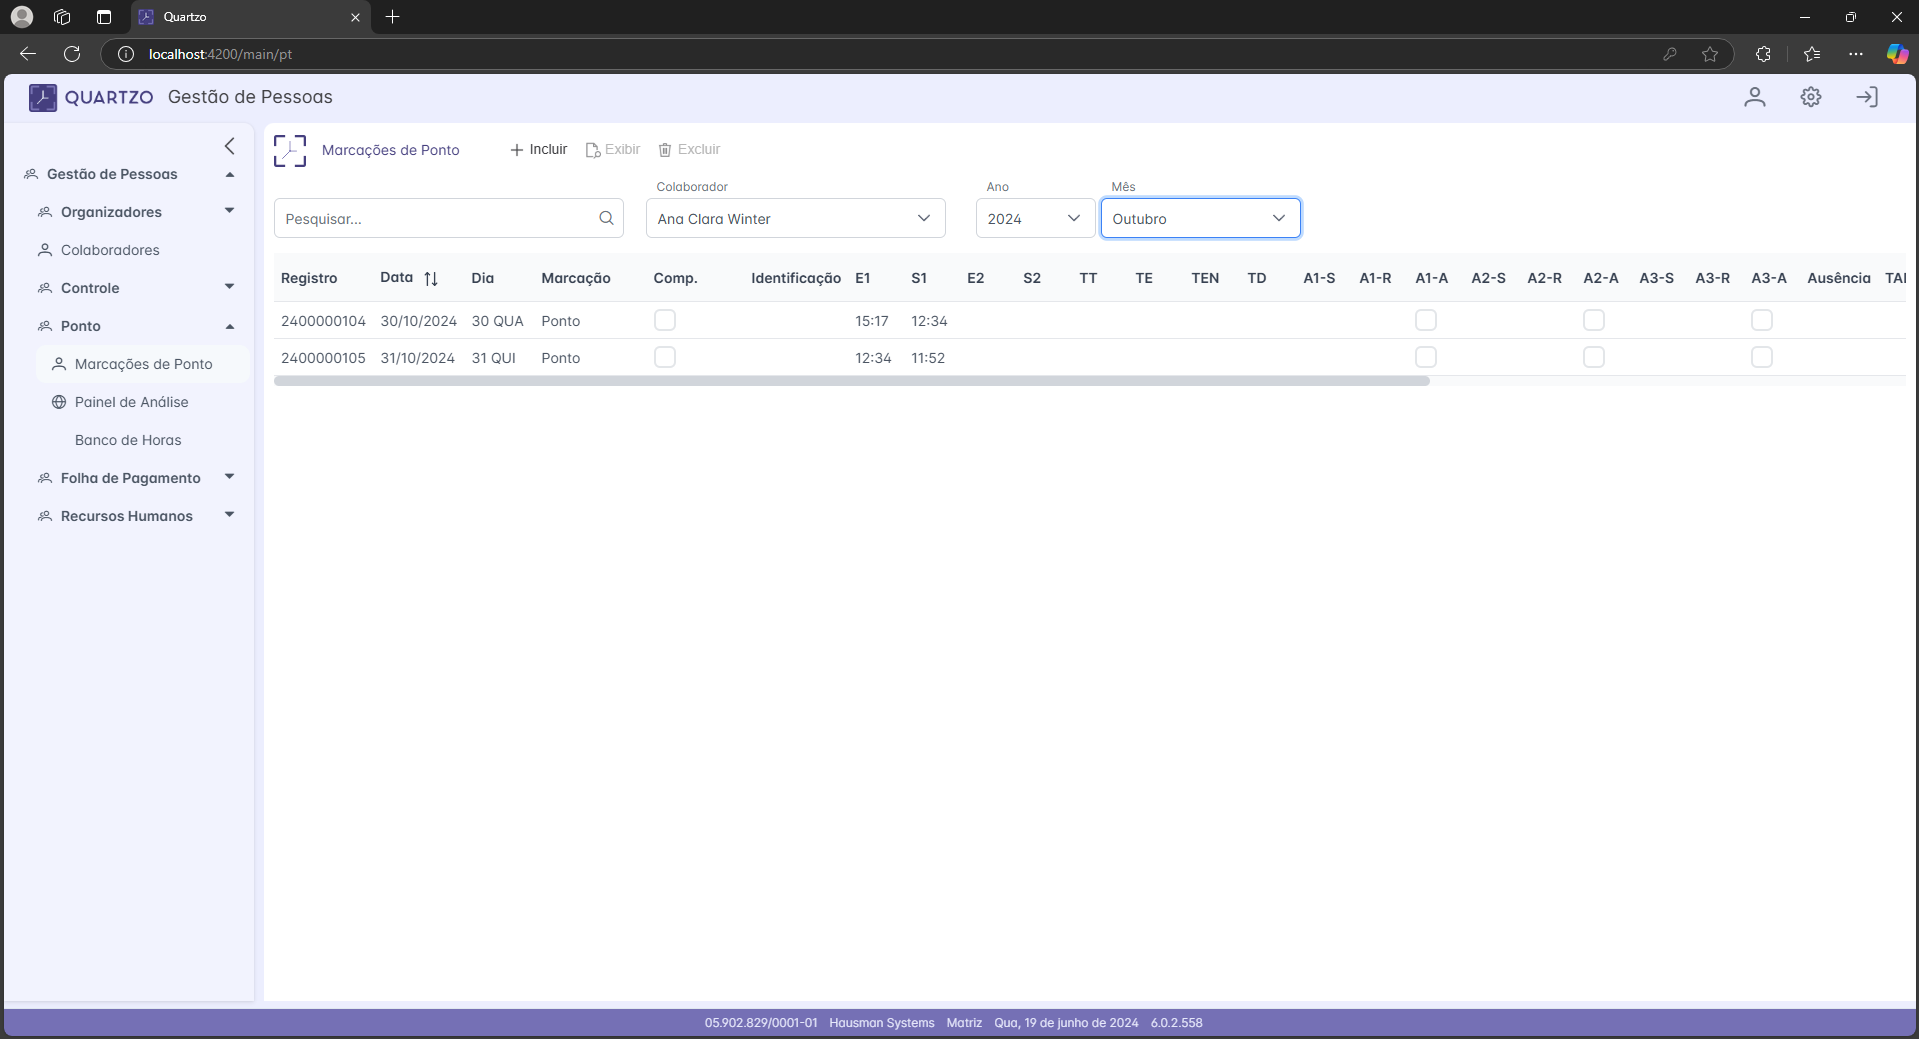 Quartzo
localhost:4200/main/pt
QUARTZO Gestão de Pessoas
Gestão de Pessoas
Organizadores
Colaboradores
Controle
Ponto
Marcações de Ponto
Painel de Análise
Banco de Horas
Folha de Pagamento
Recursos Humanos
Marcações de Ponto Incluir Exibir Excluir
Colaborador Ano Mês
Pesquisar... Ana Clara Winter 2024 Outubro
Registro Data Dia Marcação Comp. Identificação E1 S1 E2 S2 TT TE TEN TD A1-S A1-R A1-A A2-S A2-R A2-A A3-S A3-R A3-A Ausência
2400000104 30/10/2024 30 QUA Ponto 15:17 12:34
2400000105 31/10/2024 31 QUI Ponto 12:34 11:52
05.902.829/0001-01 Hausman Systems Matriz Qua, 19 de junho de 2024 6.0.2.558